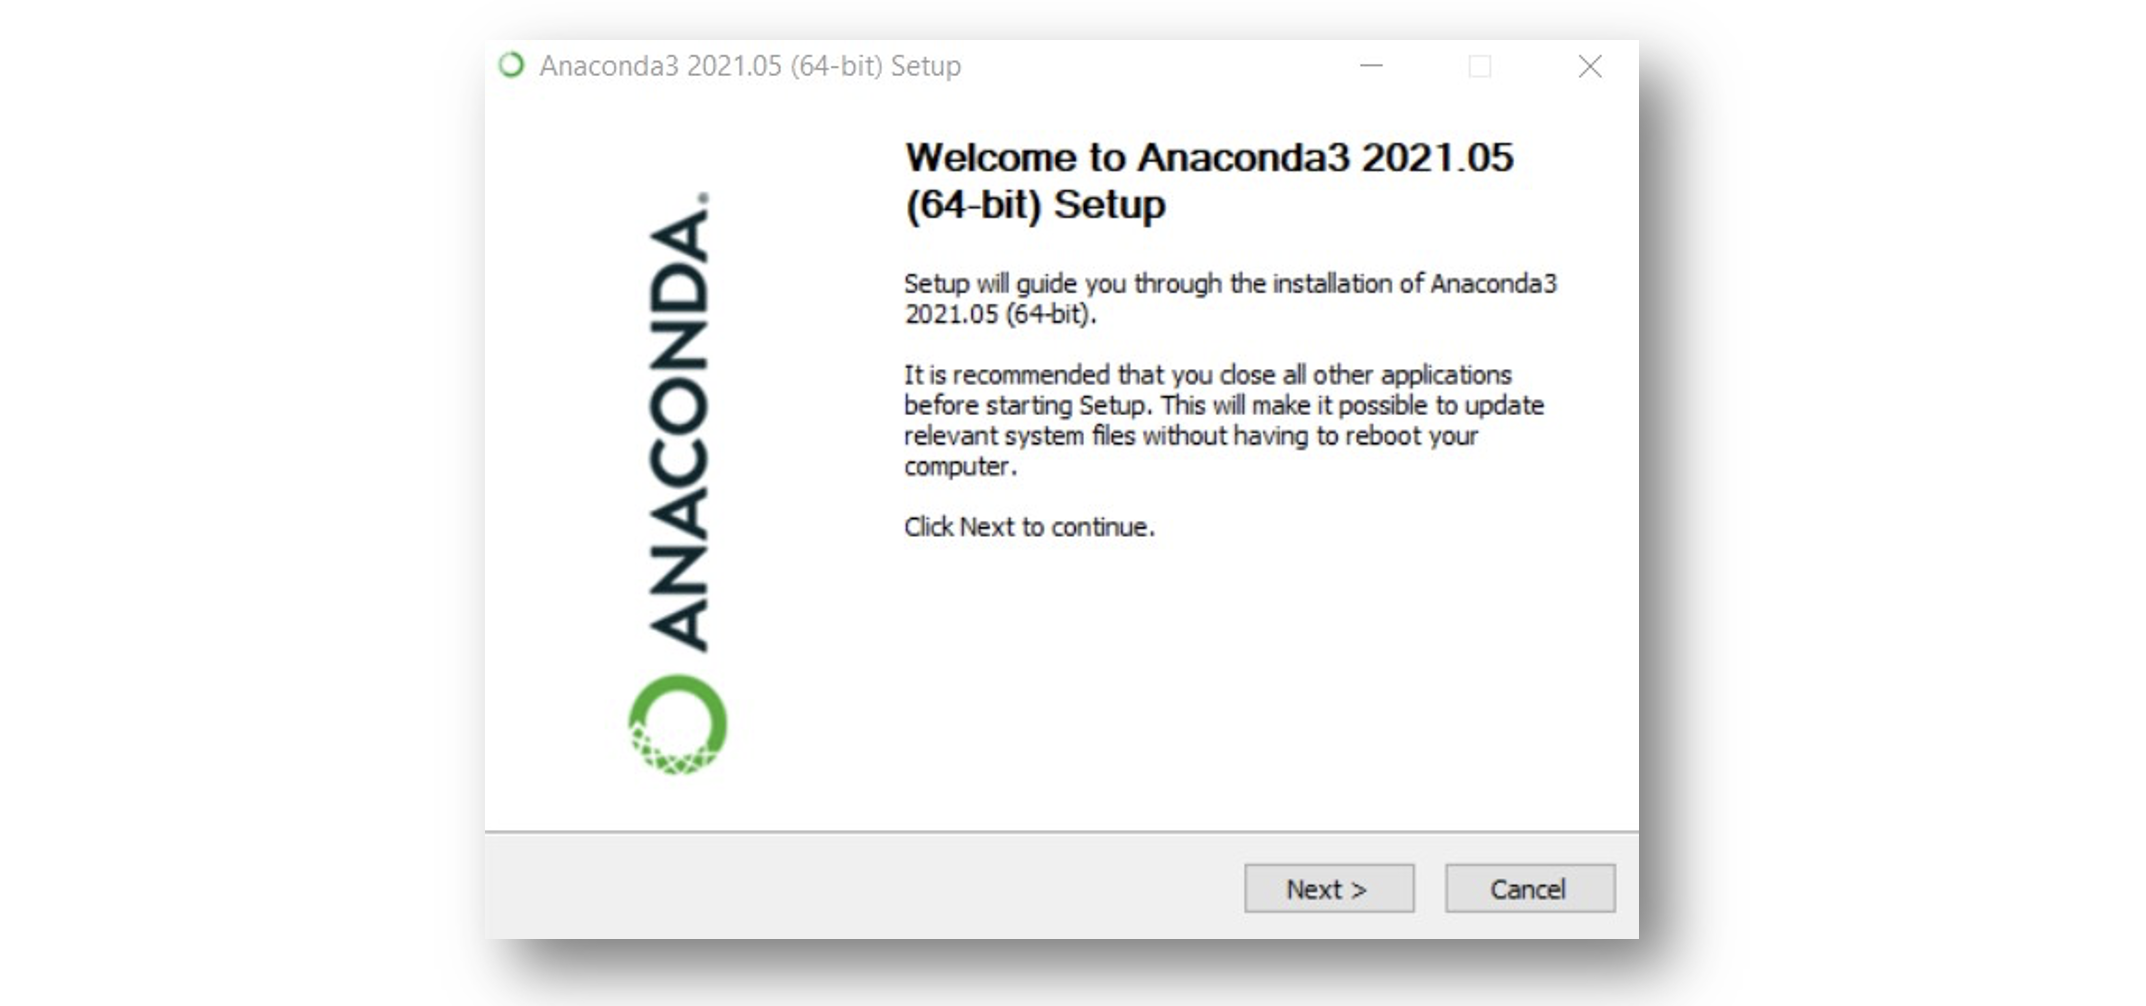 Anaconda3 2021.05 (64-bit) Setup
ANACONDA.
Welcome to Anaconda3 2021.05
(64-bit) Setup
Setup will guide you through the installation of Anaconda3
2021.05 (64-bit).
It is recommended that you close all other applications
before starting Setup. This will make it possible to update
relevant system files without having to reboot your
computer.
Click Next to continue.
Next >
Cancel